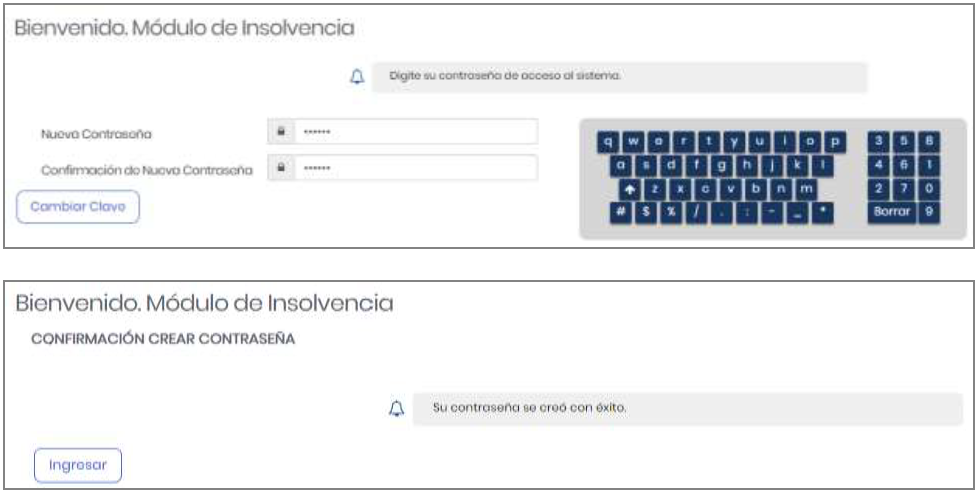 Bienvenido. Módulo de Insolvencia
Digite su contraseña de acceso al sistema.
Nueva Contraseña ••••••
Confirmación de Nueva Contraseña ••••••
Cambiar Clave
q w e r t y u i o p 3 5 8
a s d f g h j k l 4 6 1
z x c v b n m 2 7 0
# $ % / . : - _ * Borrar 9
Bienvenido. Módulo de Insolvencia
CONFIRMACIÓN CREAR CONTRASEÑA
Su contraseña se creó con éxito.
Ingresar